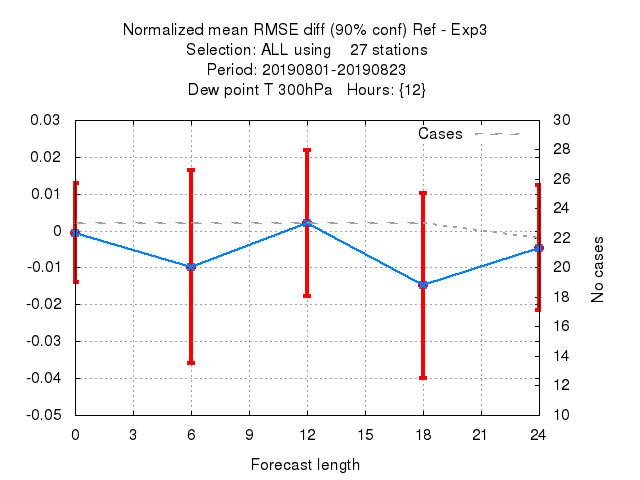 Normalized mean RMSE diff (90% conf) Ref - Exp3
Selection: ALL using    27 stations
Period: 20190801-20190823
Dew point T 300hPa   Hours: {12}
Cases
0.03
0.02
0.01
0
-0.01
-0.02
-0.03
-0.04
-0.05
30
28
26
24
22
20
18
16
14
12
10
No cases
0 3 6 9 12 15 18 21 24
Forecast length